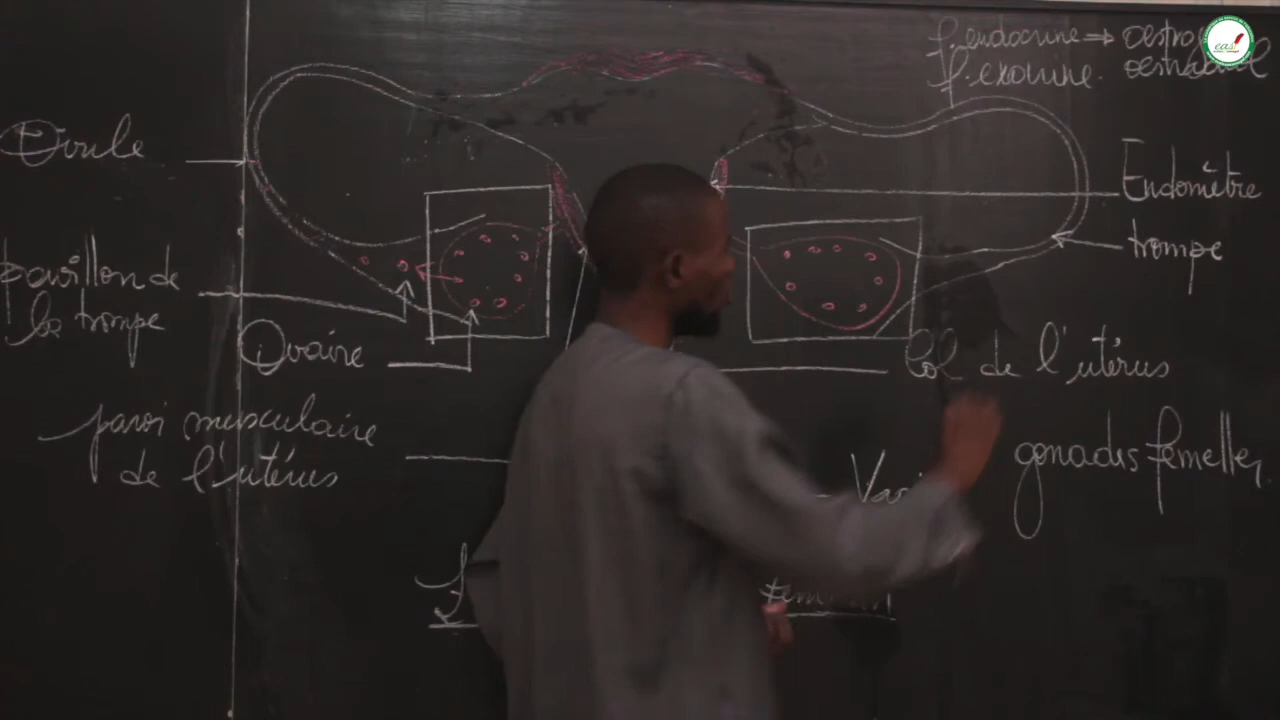 f. endocrine ⇒
f. exocrine.
Ovule
Endomètre
trompe
pavillon de
la trompe
Ovaire
Col de l'utérus
paroi musculaire
de l'utérus
gonades femelles